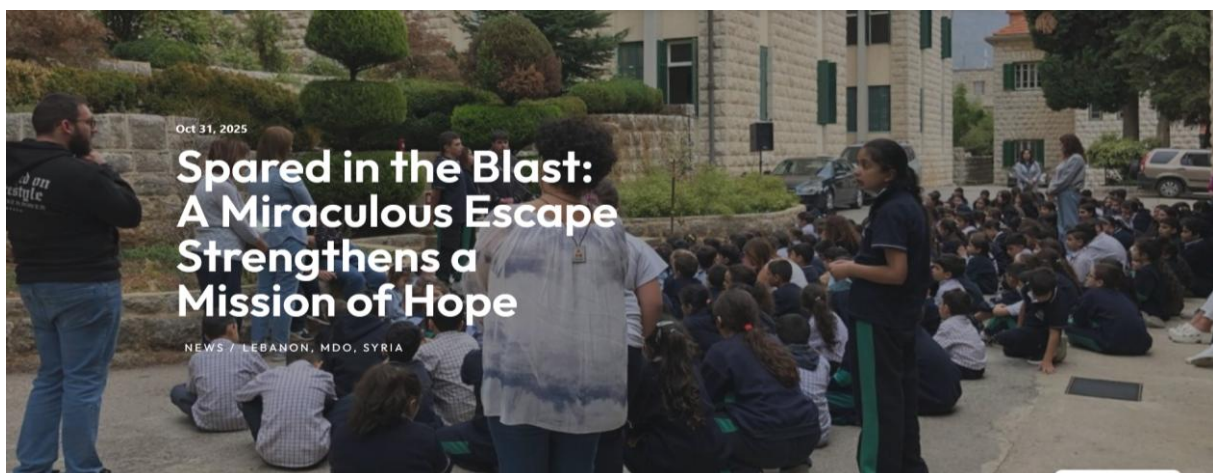 Oct 31, 2025
Spared in the Blast:
A Miraculous Escape
Strengthens a
Mission of Hope
NEWS / LEBANON, MDO, SYRIA